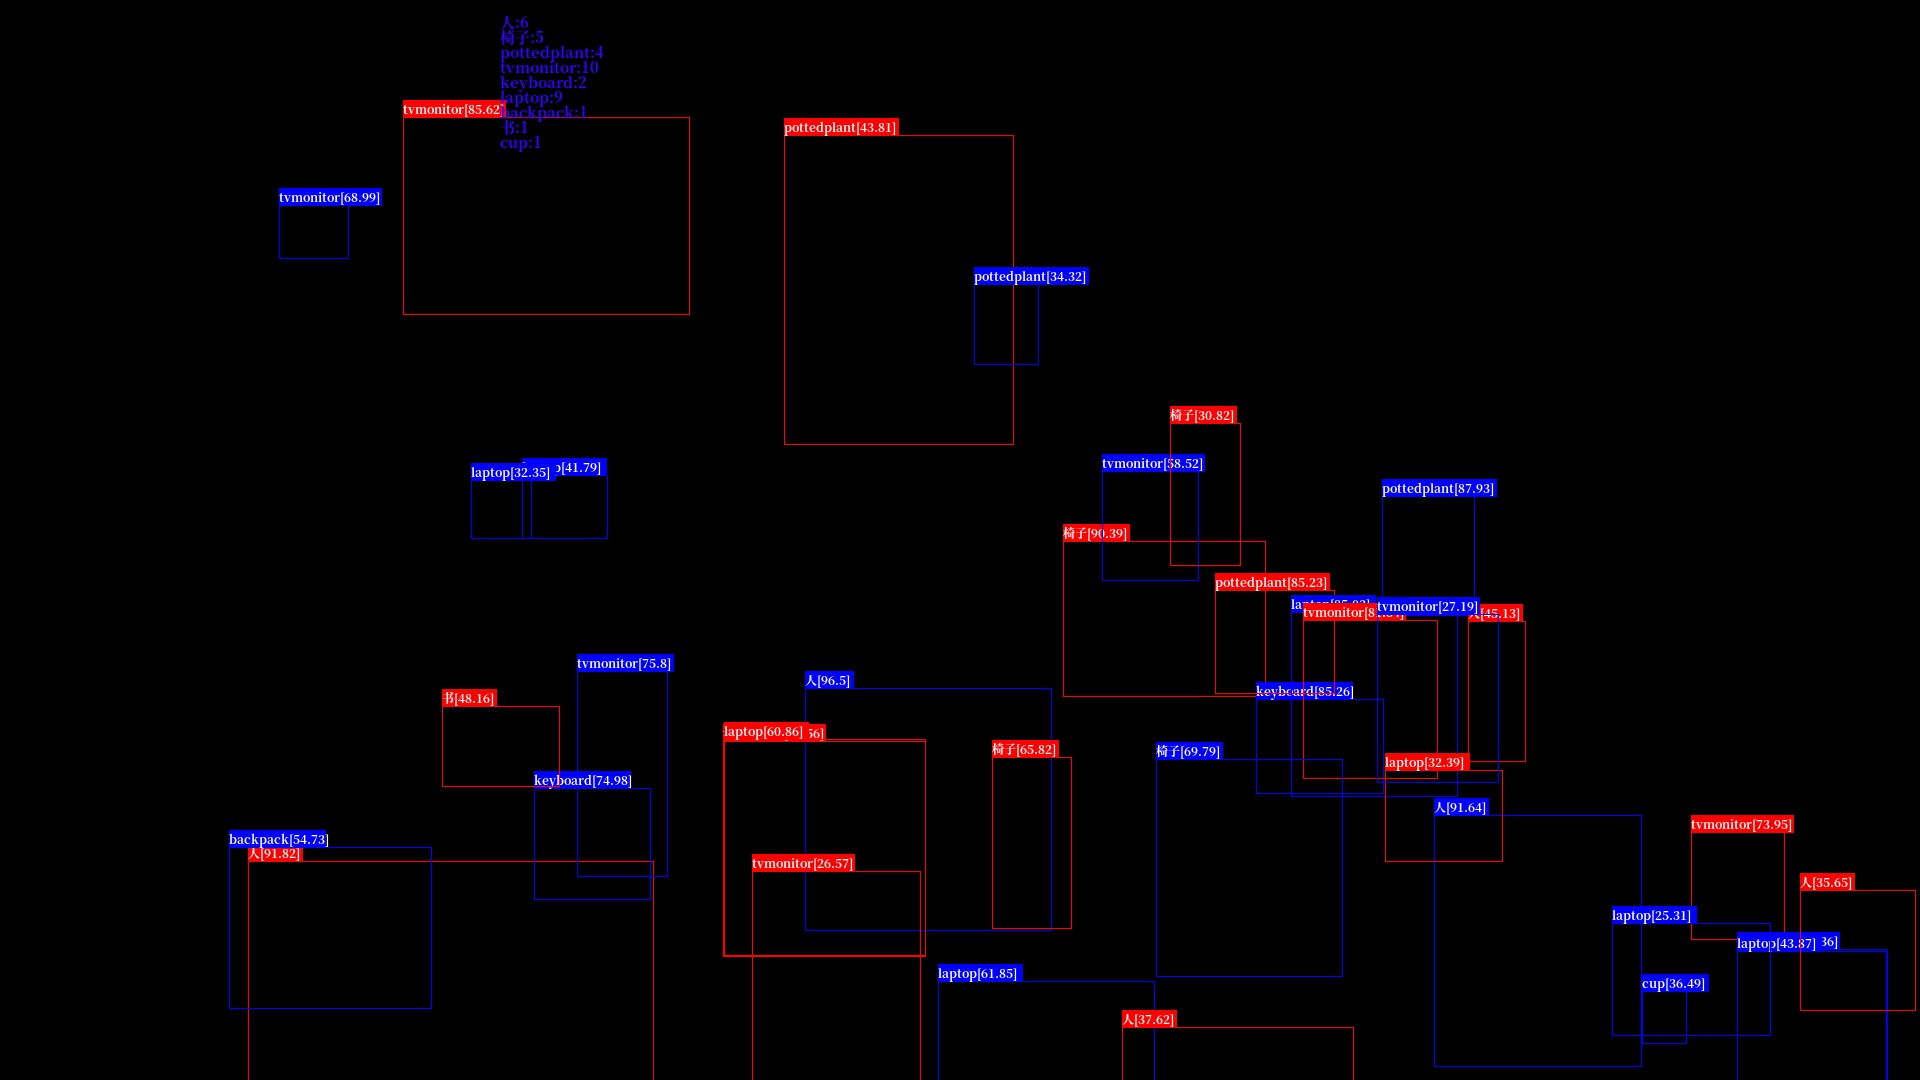 人:6
椅子:5
pottedplant:4
tvmonitor:10
keyboard:2
laptop:9
backpack:1
书:1
cup:1
tvmonitor[85.62]
pottedplant[43.81]
tvmonitor[68.99]
pottedplant[34.32]
椅子[30.82]
tvmonitor[58.52]
laptop[32.35]
[41.79]
pottedplant[87.93]
椅子[90.39]
pottedplant[85.23]
tvmonitor[27.19]
人[45.13]
tvmonitor[75.8]
人[96.5]
keyboard[85.26]
书[48.16]
laptop[60.86]
椅子[65.82]
椅子[69.79]
laptop[32.39]
keyboard[74.98]
人[91.64]
tvmonitor[73.95]
backpack[54.73]
人[91.82]
tvmonitor[26.57]
人[35.65]
laptop[25.31]
laptop[43.87]
laptop[61.85]
cup[36.49]
人[37.62]